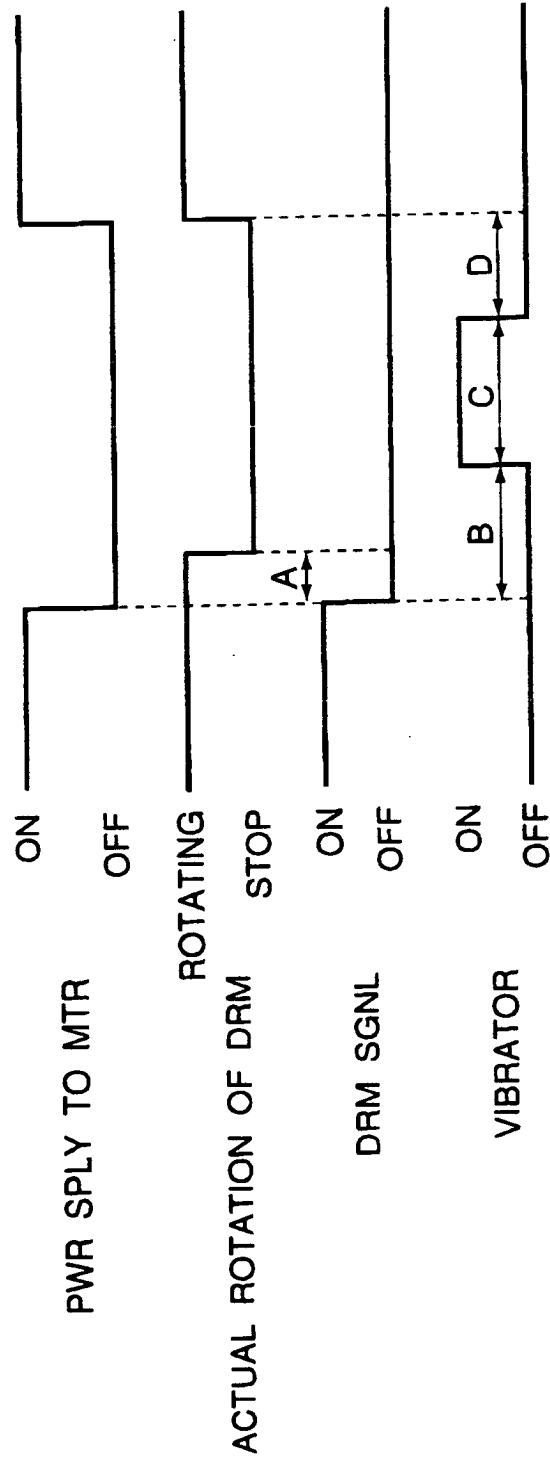 PWR SPLY TO MTR
ON
OFF
ACTUAL ROTATION OF DRM
ROTATING
STOP
A
DRM SGNL
ON
OFF
VIBRATOR
ON
OFF
B
C
D